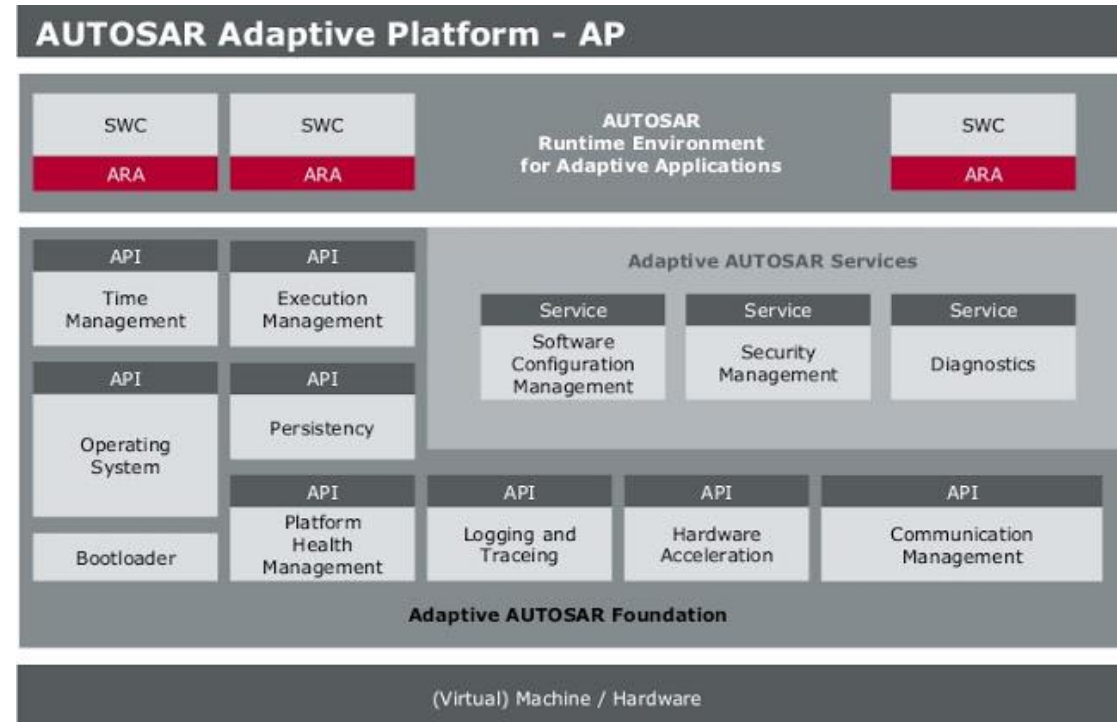 AUTOSAR Adaptive Platform - AP
SWC
ARA
SWC
ARA
AUTOSAR
Runtime Environment
for Adaptive Applications
SWC
ARA
API
Time
Management
API
Execution
Management
Adaptive AUTOSAR Services
Service
Software
Configuration
Management
Service
Security
Management
Service
Diagnostics
API
Operating
System
API
Persistency
Bootloader
API
Platform
Health
Management
API
Logging and
Traceing
API
Hardware
Acceleration
API
Communication
Management
Adaptive AUTOSAR Foundation
(Virtual) Machine / Hardware